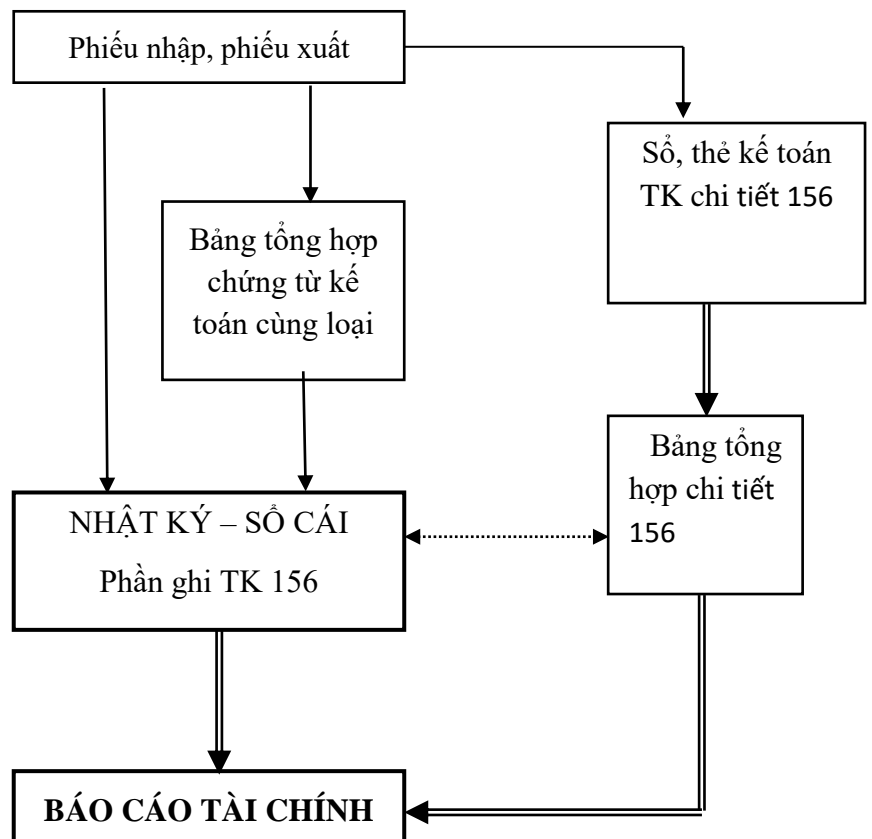 Phiếu nhập, phiếu xuất
Sổ, thẻ kế toán
TK chi tiết 156
Bảng tổng hợp
chứng từ kế
toán cùng loại
Bảng tổng
hợp chi tiết
156
NHẬT KÝ – SỔ CÁI
Phần ghi TK 156
BÁO CÁO TÀI CHÍNH